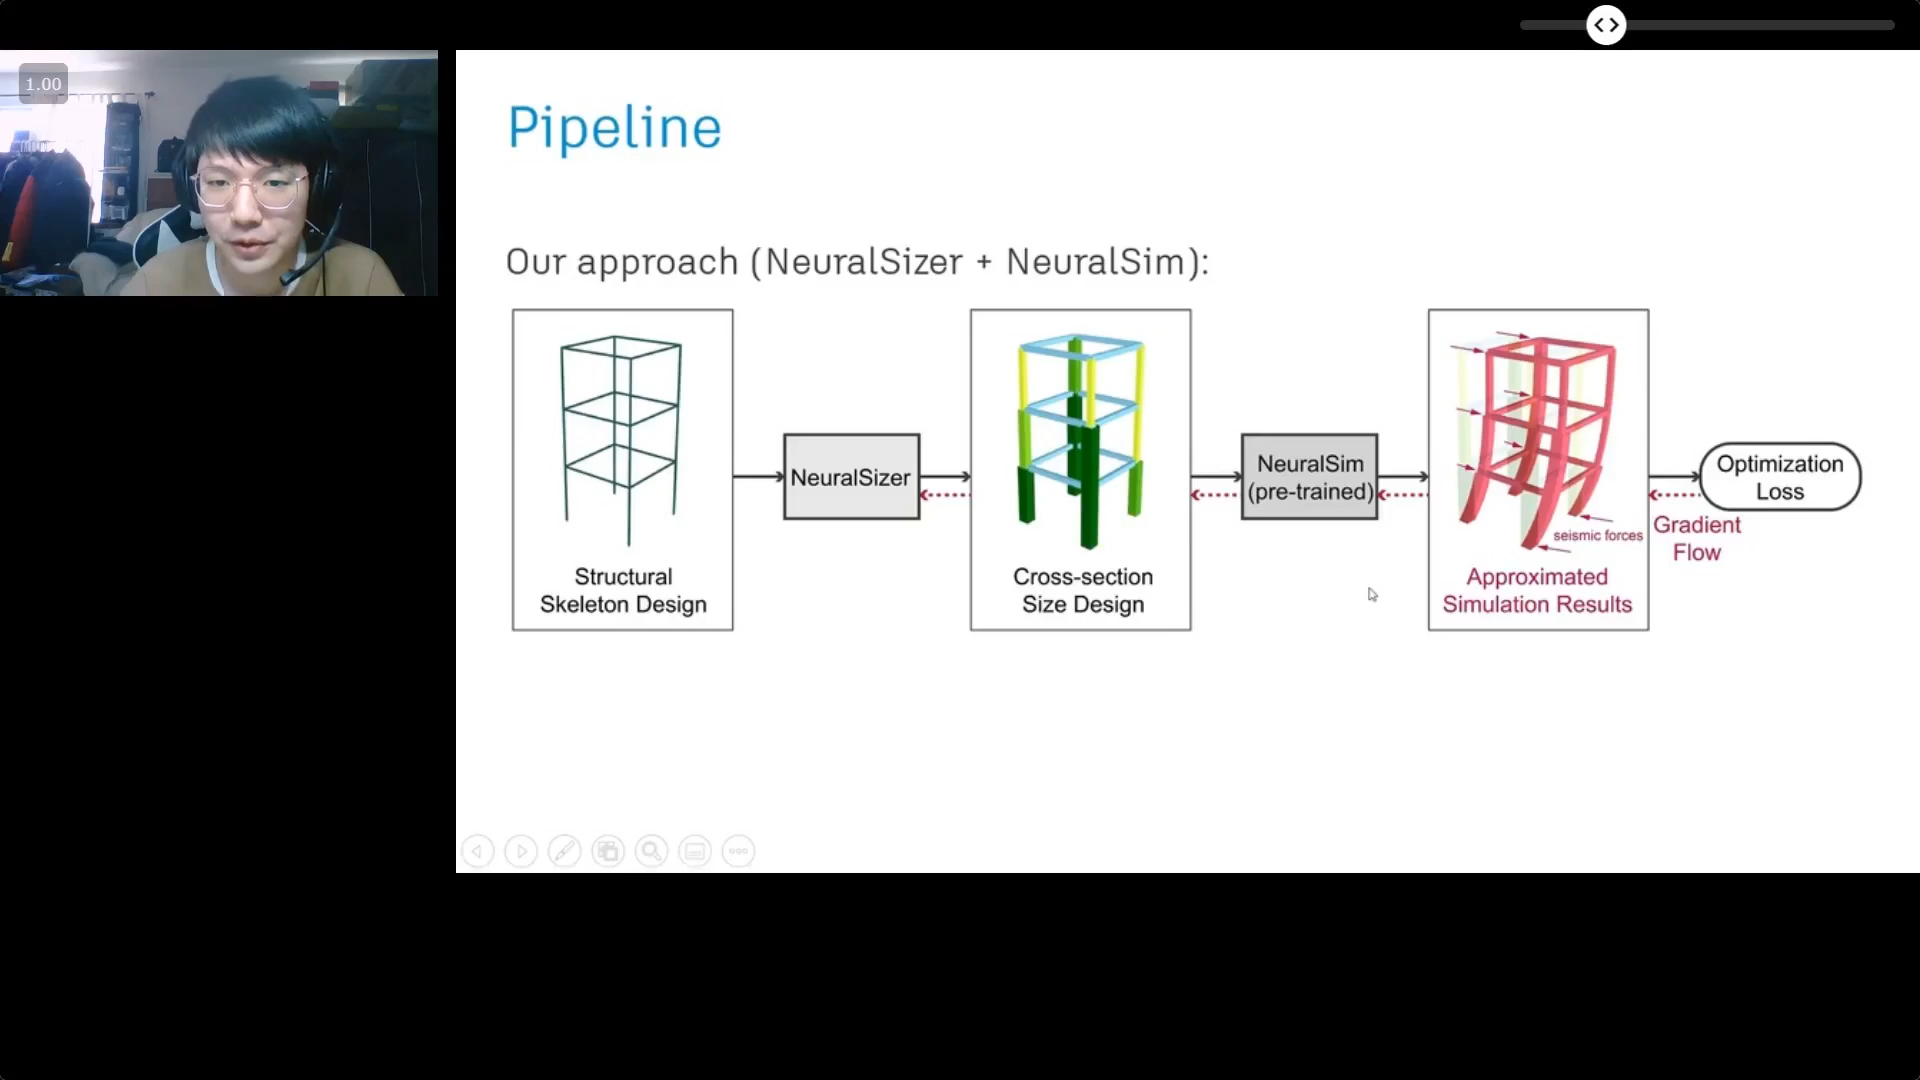 1.00
Pipeline
Our approach (NeuralSizer + NeuralSim):
Structural
Skeleton Design
NeuralSizer
Cross-section
Size Design
NeuralSim
(pre-trained)
seismic forces
Approximated
Simulation Results
Optimization
Loss
Gradient
Flow